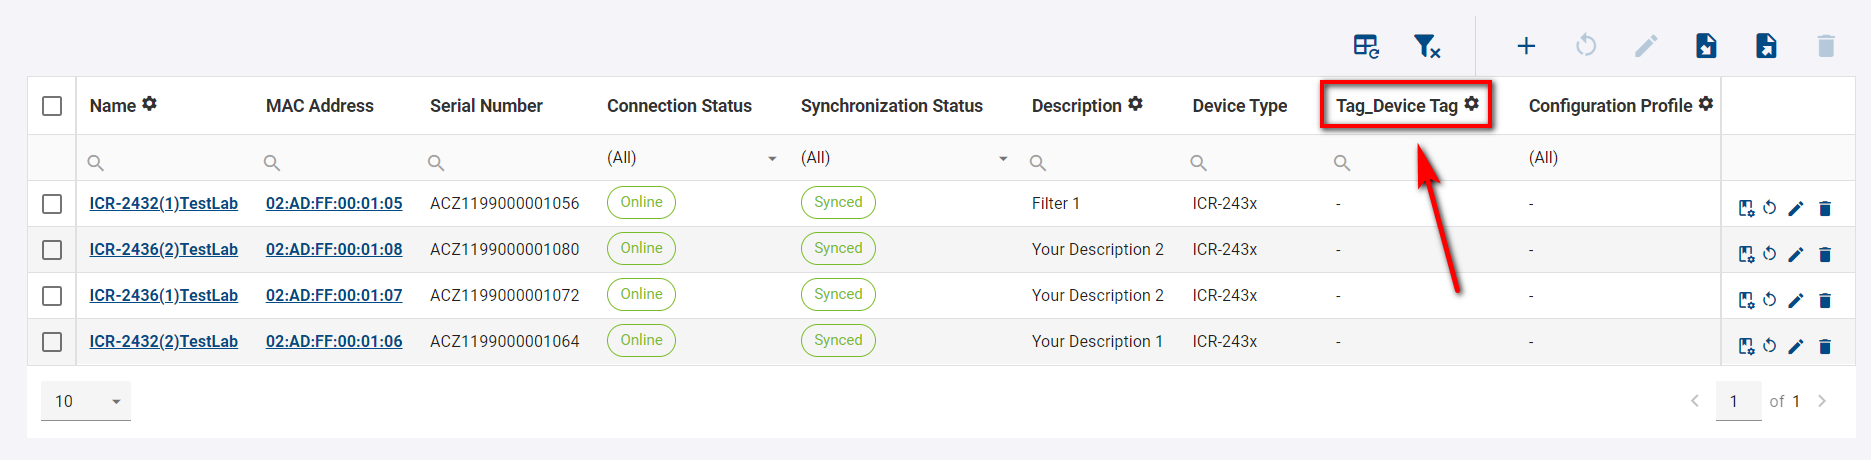 Name MAC Address Serial Number Connection Status Synchronization Status Description Device Type Tag_Device Tag Configuration Profile
(All) (All) (All)
ICR-2432(1)TestLab 02:AD:FF:00:01:05 ACZ1199000001056 Online Synced Filter 1 ICR-243x - -
ICR-2436(2)TestLab 02:AD:FF:00:01:08 ACZ1199000001080 Online Synced Your Description 2 ICR-243x - -
ICR-2436(1)TestLab 02:AD:FF:00:01:07 ACZ1199000001072 Online Synced Your Description 2 ICR-243x - -
ICR-2432(2)TestLab 02:AD:FF:00:01:06 ACZ1199000001064 Online Synced Your Description 1 ICR-243x - -
10 1 of 1